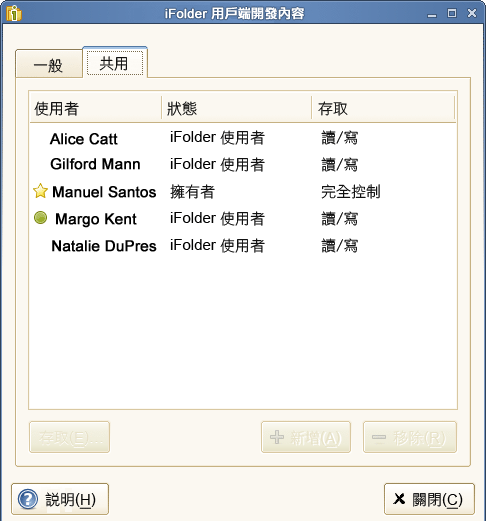 iFolder 用戶端開發內容
一般 共用
使用者 狀態 存取
Alice Catt iFolder 使用者 讀/寫
Gilford Mann iFolder 使用者 讀/寫
Manuel Santos 擁有者 完全控制
Margo Kent iFolder 使用者 讀/寫
Natalie DuPres iFolder 使用者 讀/寫
存取(E)... 新增(A) 移除(R)
説明(H) 關閉(C)